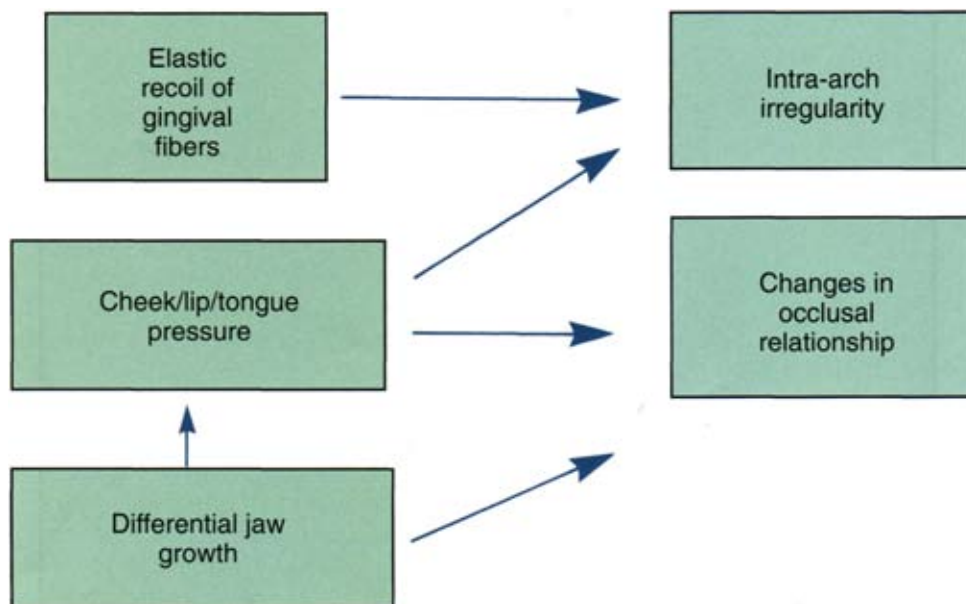 Elastic
recoil of
gingival
fibers
Intra-arch
irregularity
Cheek/lip/tongue
pressure
Changes in
occlusal
relationship
Differential jaw
growth